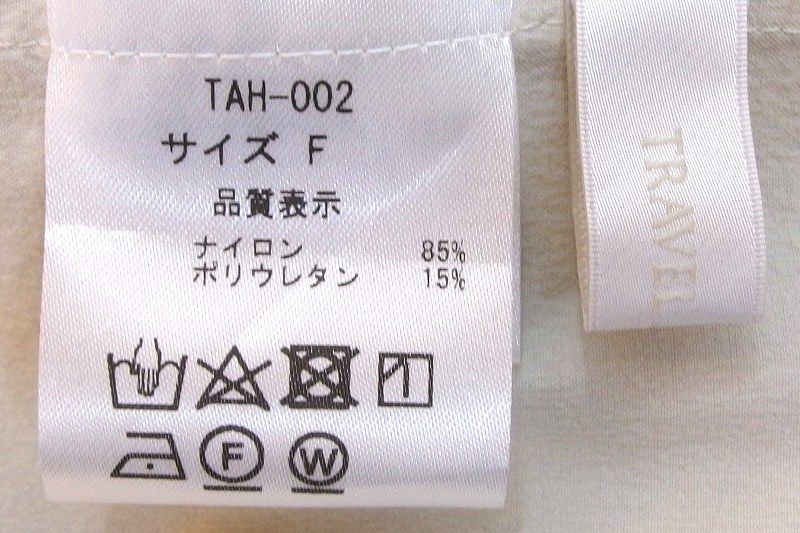 TAH-002
サイズ F
品質表示
ナイロン 85%
ポリウレタン 15%
F
W
TRAVEL